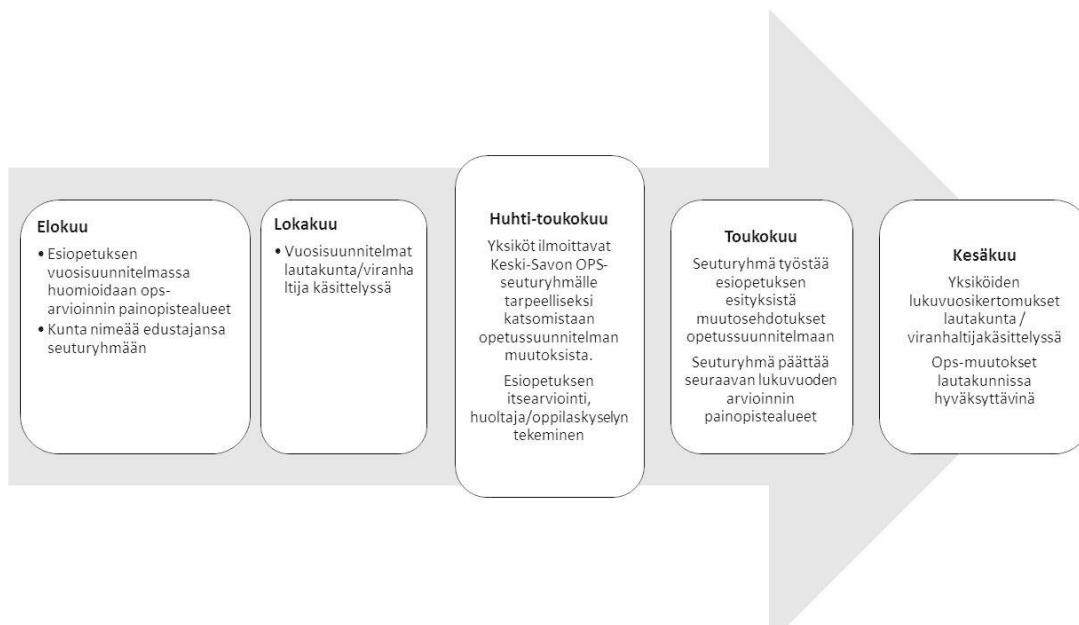 Elokuu
• Esiopetuksen
vuosisuunnitelmassa
huomioidaan ops-
arvioinnin painopistealueet
• Kunta nimeää edustajansa
seuturyhmään
Lokakuu
• Vuosisuunnitelmat
lautakunta/viranha
ltija käsittelyssä
Huhti-toukokuu
Yksiköt ilmoittavat
Keski-Savon OPS-
seuturyhmälle
tarpeelliseksi
katsomistaan
opetussuunnitelman
muutoksista.
Esiopetuksen
itsearviointi,
huoltaja/oppilaskyselyn
tekeminen
Toukokuu
Seuturyhmä työstää
esiopetuksen
esityksistä
muutosehdotukset
opetussuunnitelmaan
Seuturyhmä päättää
seuraavan lukuvuoden
arvioinnin
painopistealueet
Kesäkuu
Yksiköiden
lukuvuosikertomukset
lautakunta /
viranhaltijakäsittelyssä
Ops-muutokset
lautakunnissa
hyväksyttävinä